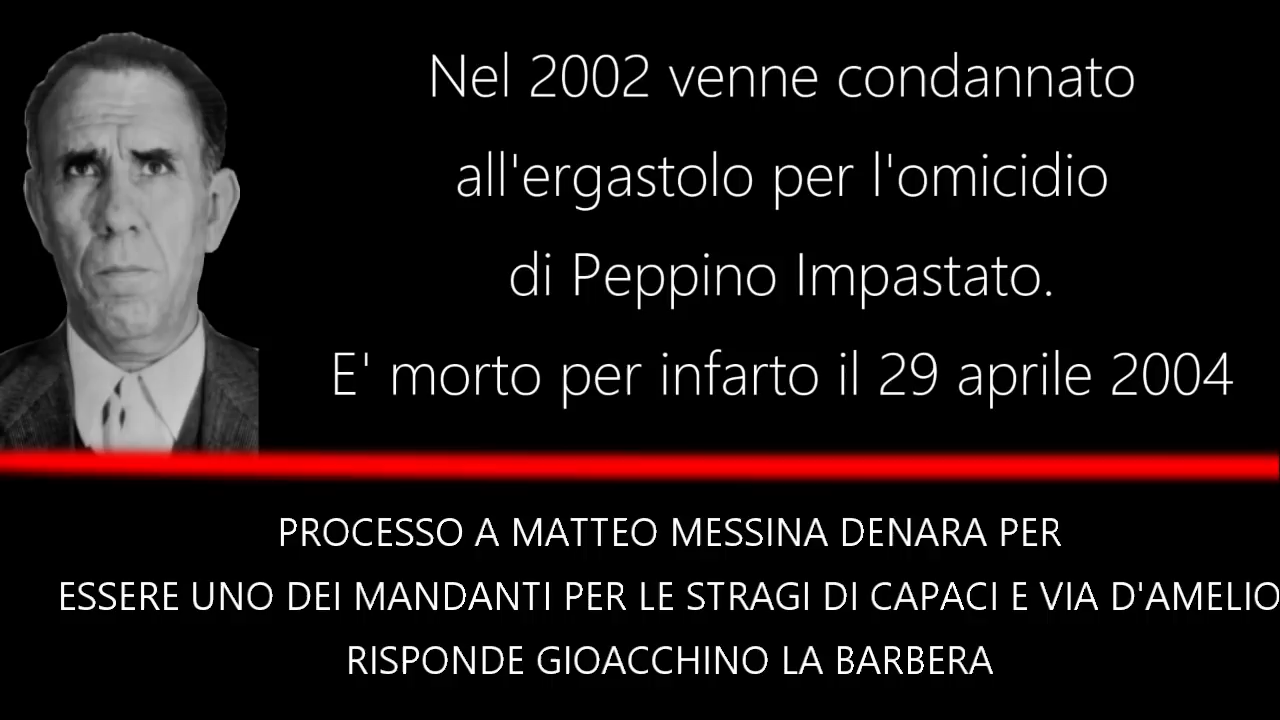 Nel 2002 venne condannato
all'ergastolo per l'omicidio
di Peppino Impastato.
E' morto per infarto il 29 aprile 2004
PROCESSO A MATTEO MESSINA DENARA PER
ESSERE UNO DEI MANDANTI PER LE STRAGI DI CAPACI E VIA D'AMELIO
RISPONDE GIOACCHINO LA BARBERA